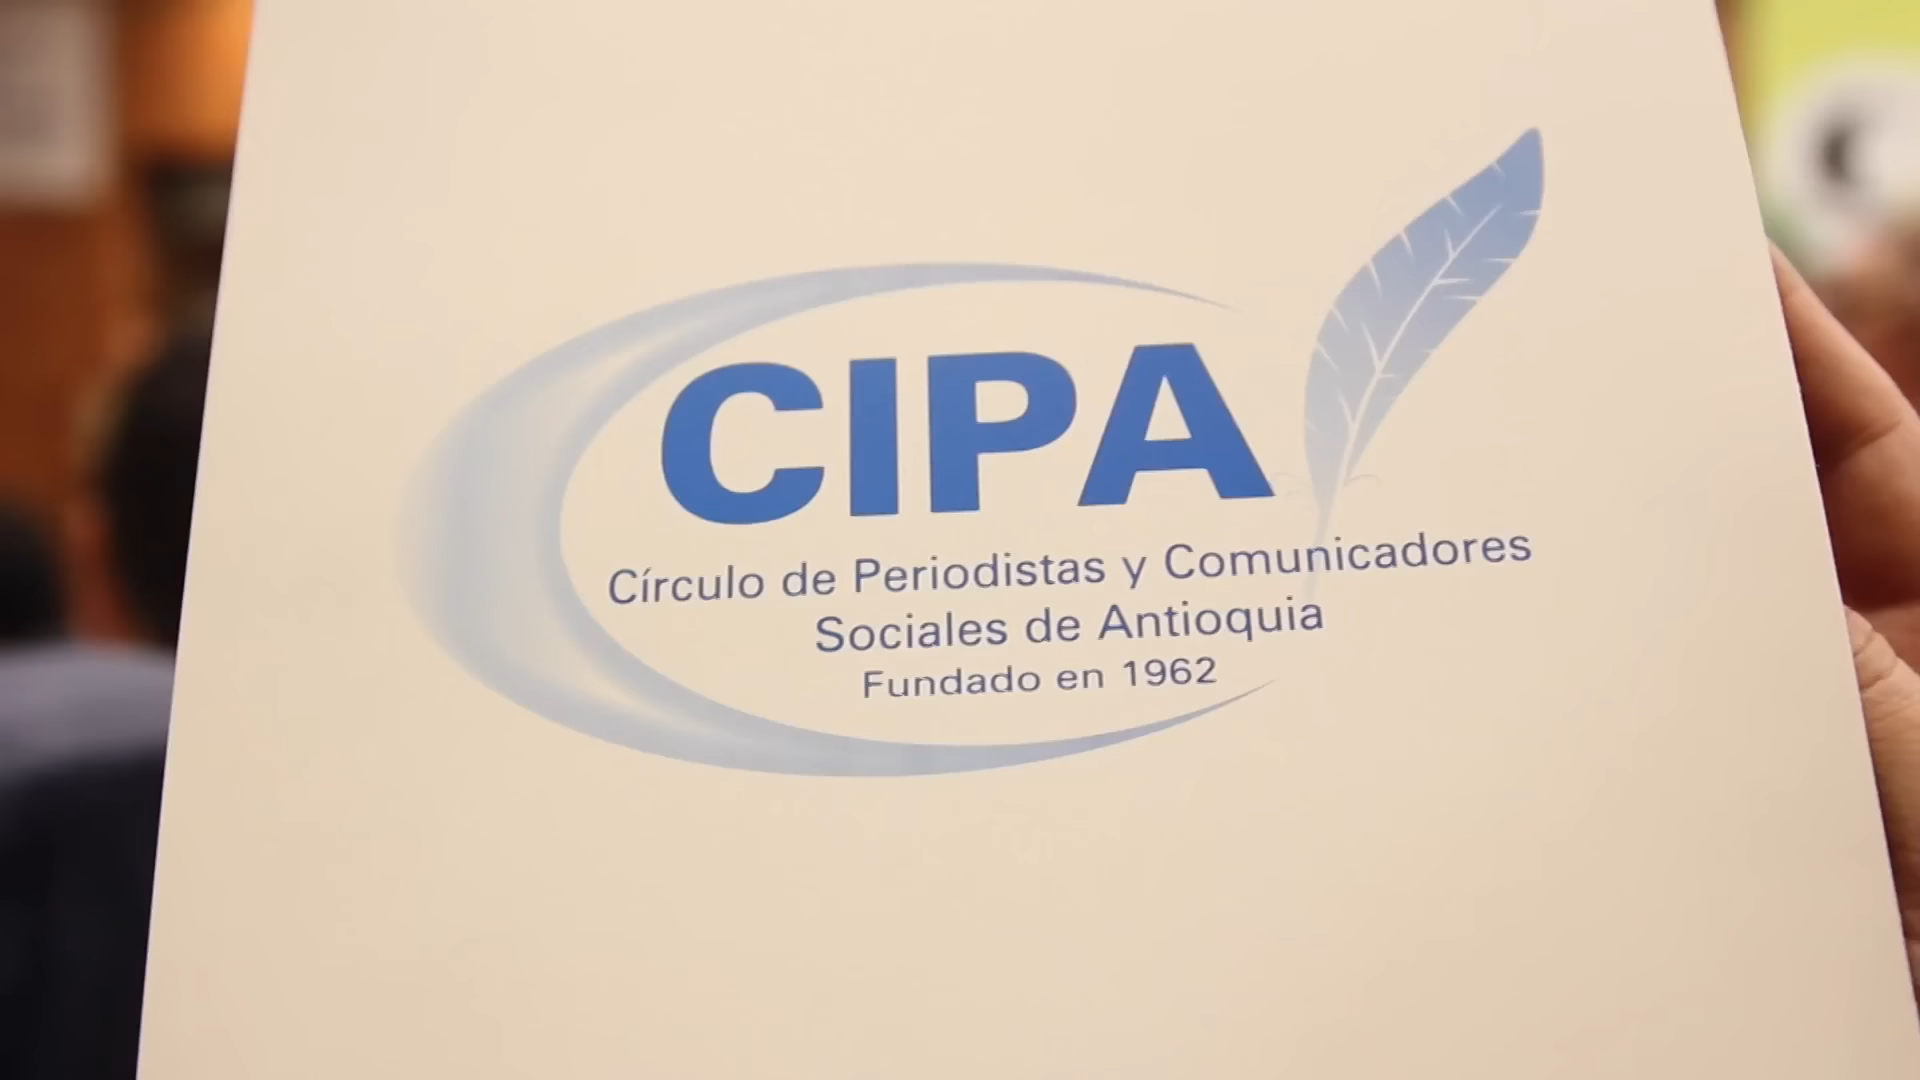 CIPA
Círculo de Periodistas y Comunicadores
Sociales de Antioquia
Fundado en 1962